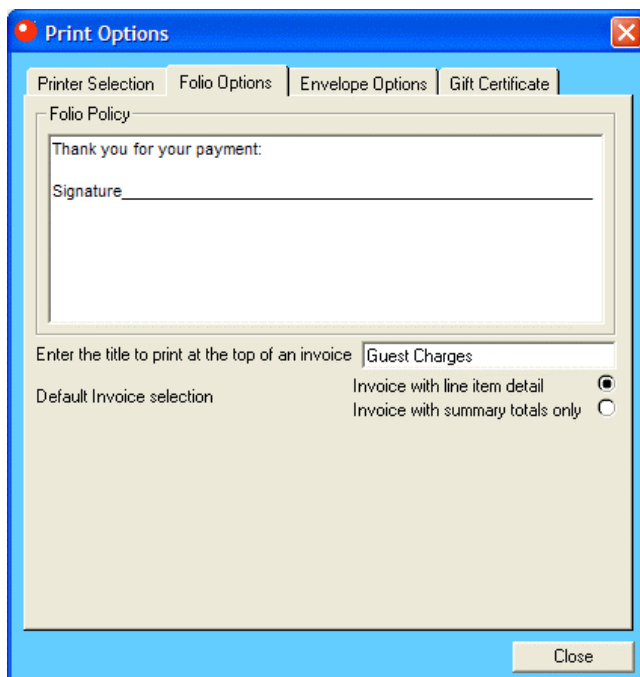 Print Options
Printer Selection Folio Options Envelope Options Gift Certificate
Folio Policy
Thank you for your payment:
Signature_______________________________________________
Enter the title to print at the top of an invoice Guest Charges
Default Invoice selection
Invoice with line item detail
Invoice with summary totals only
Close